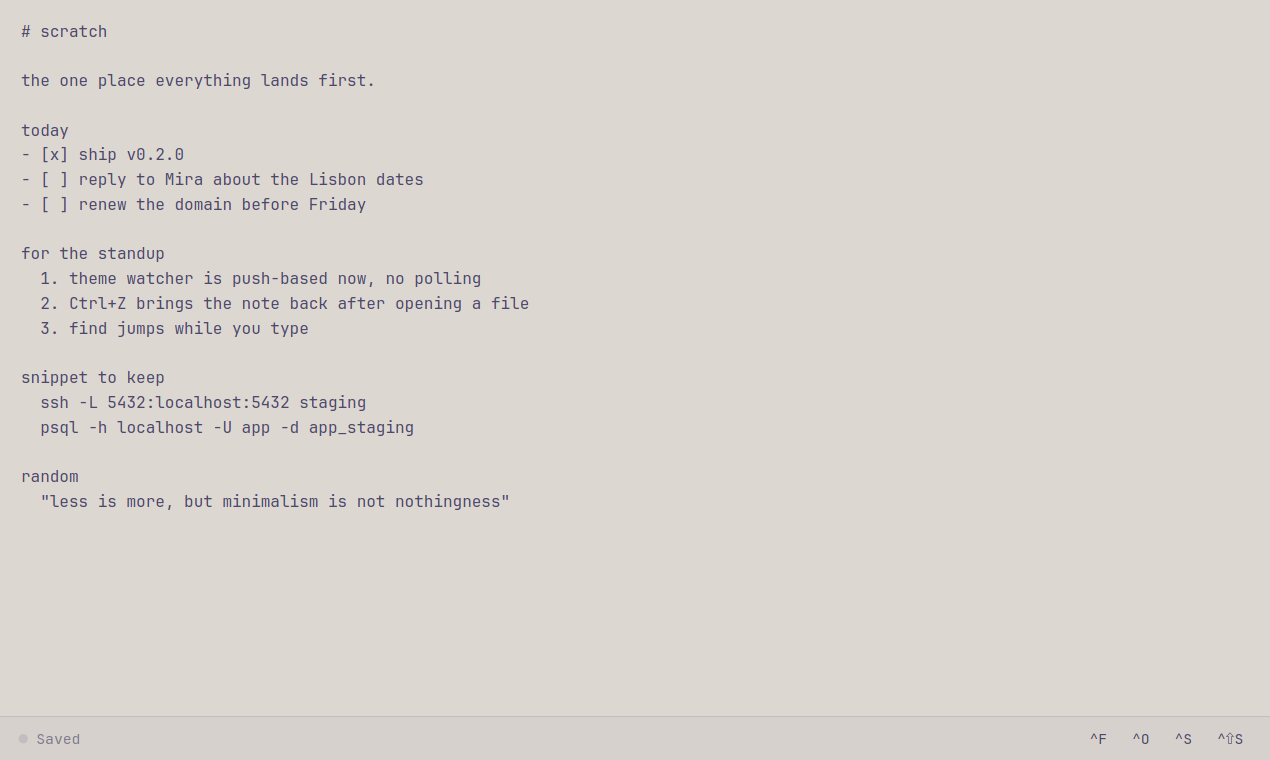 # scratch
the one place everything lands first.
today
- [x] ship v0.2.0
- [ ] reply to Mira about the Lisbon dates
- [ ] renew the domain before Friday
for the standup
  1. theme watcher is push-based now, no polling
  2. Ctrl+Z brings the note back after opening a file
  3. find jumps while you type
snippet to keep
  ssh -L 5432:localhost:5432 staging
  psql -h localhost -U app -d app_staging
random
  "less is more, but minimalism is not nothingness"
Saved ^F ^O ^S ^⇧S